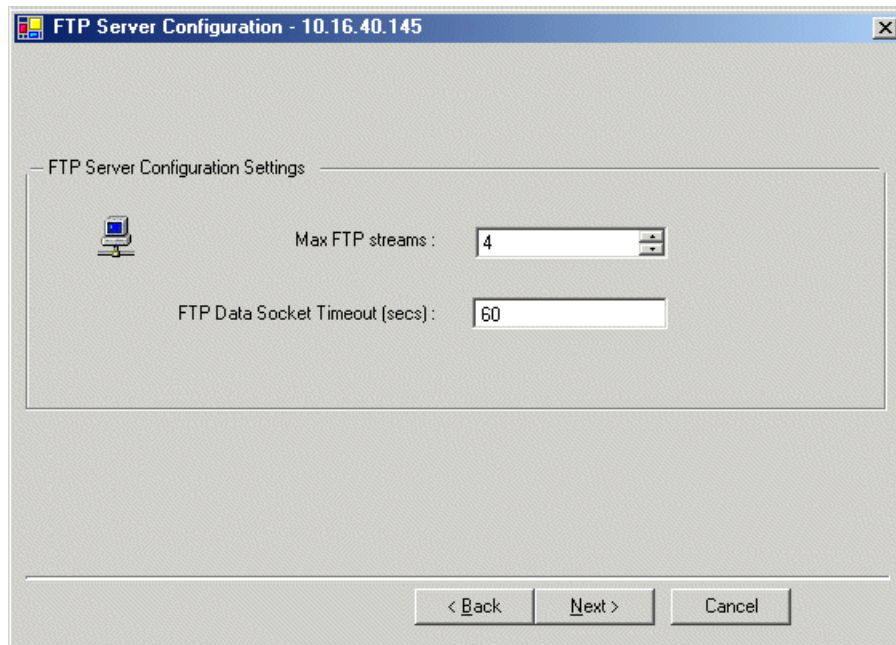 FTP Server Configuration - 10.16.40.145
FTP Server Configuration Settings
Max FTP streams : 4
FTP Data Socket Timeout (secs) : 60
< Back Next > Cancel